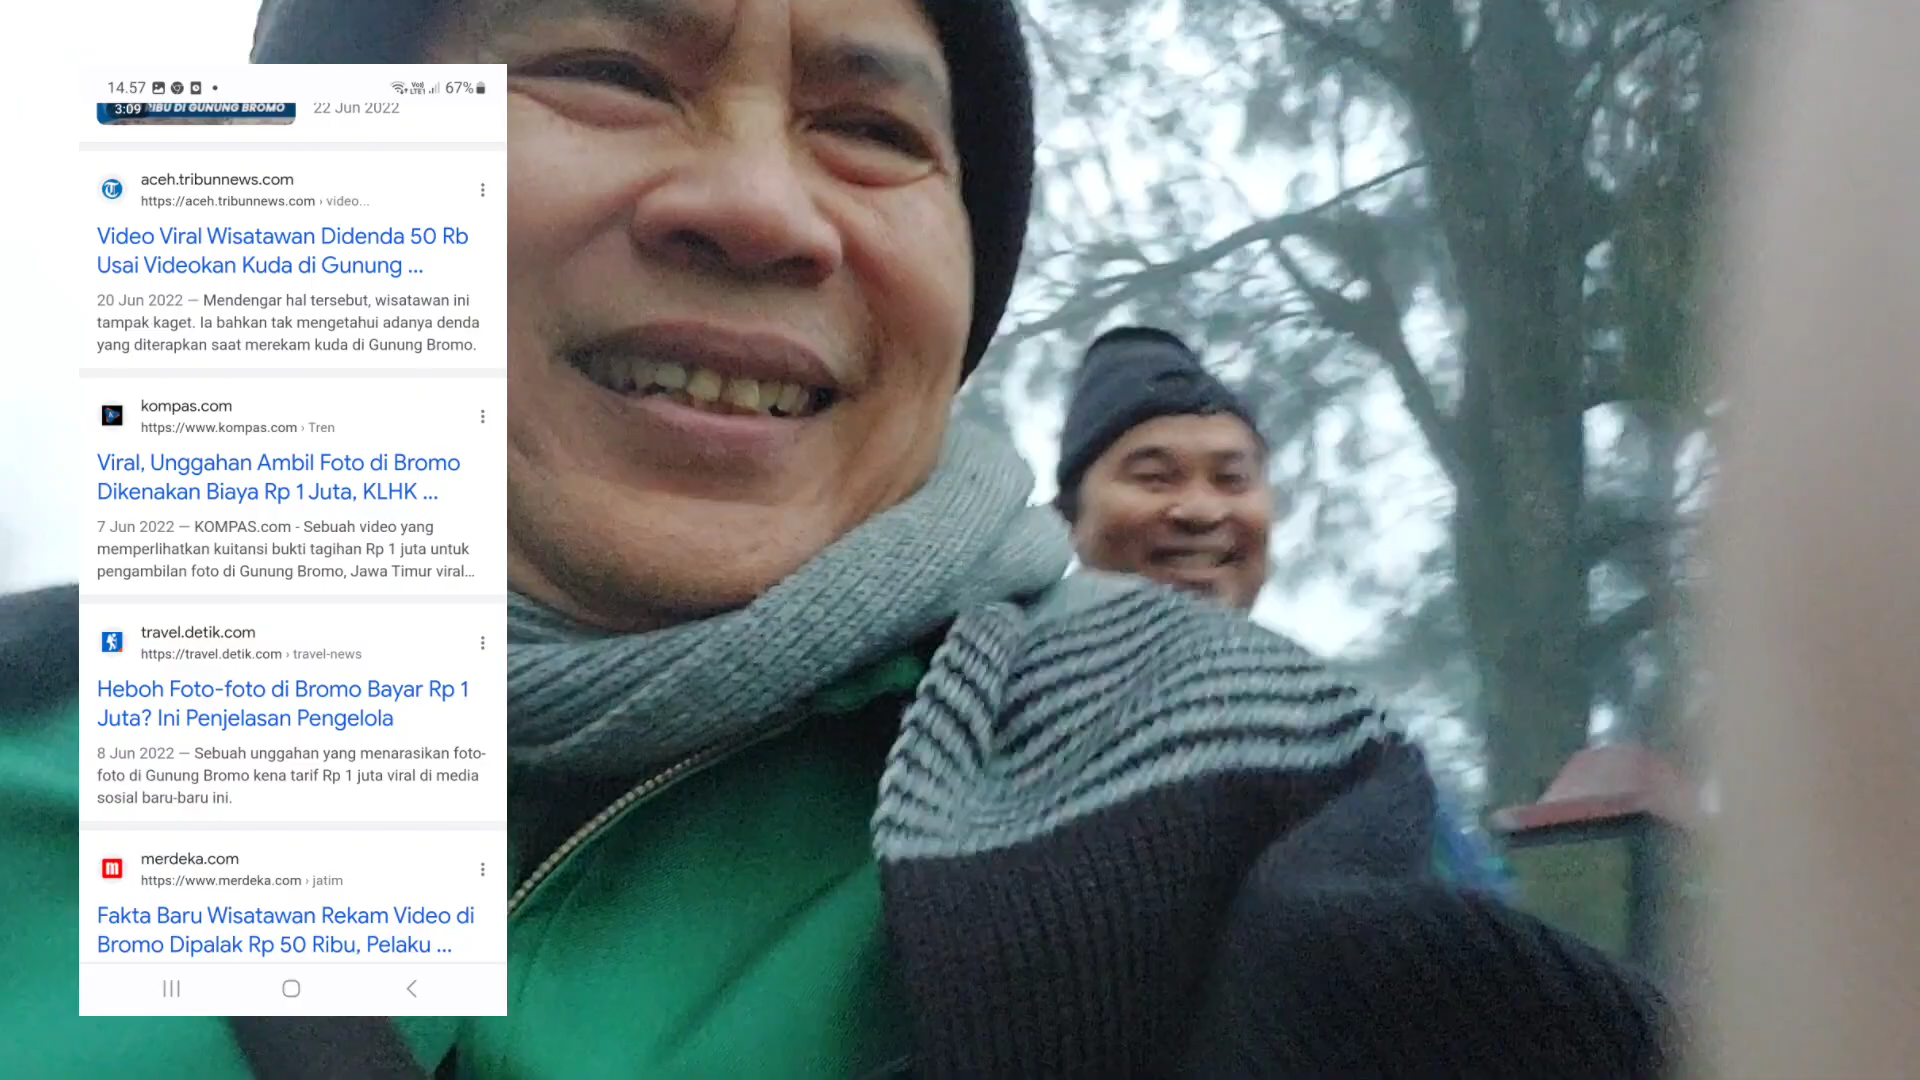 14.57
Vo))
LTE1
67%
3:09
RIBU DI GUNUNG BROMO
22 Jun 2022
aceh.tribunnews.com
https://aceh.tribunnews.com › video...
Video Viral Wisatawan Didenda 50 Rb
Usai Videokan Kuda di Gunung ...
20 Jun 2022 — Mendengar hal tersebut, wisatawan ini
tampak kaget. Ia bahkan tak mengetahui adanya denda
yang diterapkan saat merekam kuda di Gunung Bromo.
kompas.com
https://www.kompas.com › Tren
Viral, Unggahan Ambil Foto di Bromo
Dikenakan Biaya Rp 1 Juta, KLHK ...
7 Jun 2022 — KOMPAS.com - Sebuah video yang
memperlihatkan kuitansi bukti tagihan Rp 1 juta untuk
pengambilan foto di Gunung Bromo, Jawa Timur viral...
travel.detik.com
https://travel.detik.com › travel-news
Heboh Foto-foto di Bromo Bayar Rp 1
Juta? Ini Penjelasan Pengelola
8 Jun 2022 — Sebuah unggahan yang menarasikan foto-
foto di Gunung Bromo kena tarif Rp 1 juta viral di media
sosial baru-baru ini.
merdeka.com
https://www.merdeka.com › jatim
Fakta Baru Wisatawan Rekam Video di
Bromo Dipalak Rp 50 Ribu, Pelaku ...